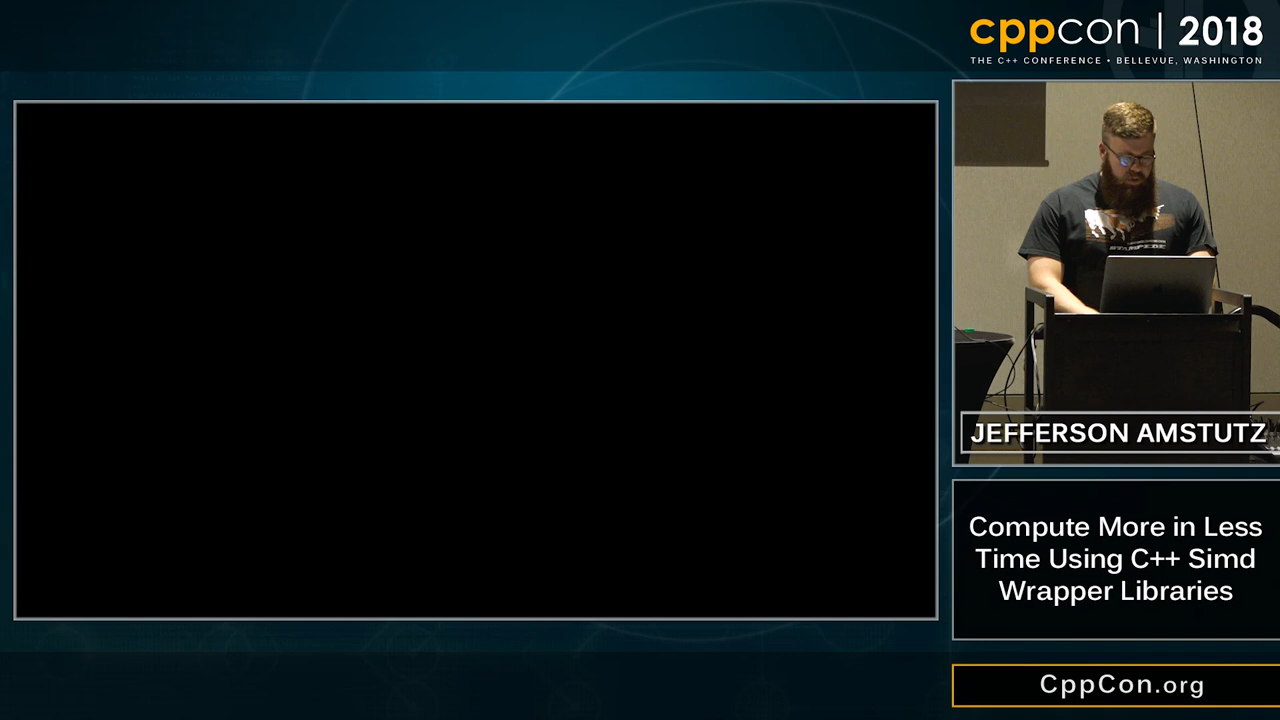 cppcon | 2018
THE C++ CONFERENCE • BELLEVUE, WASHINGTON
STAMPEDE
JEFFERSON AMSTUTZ
Compute More in Less
Time Using C++ Simd
Wrapper Libraries
CppCon.org